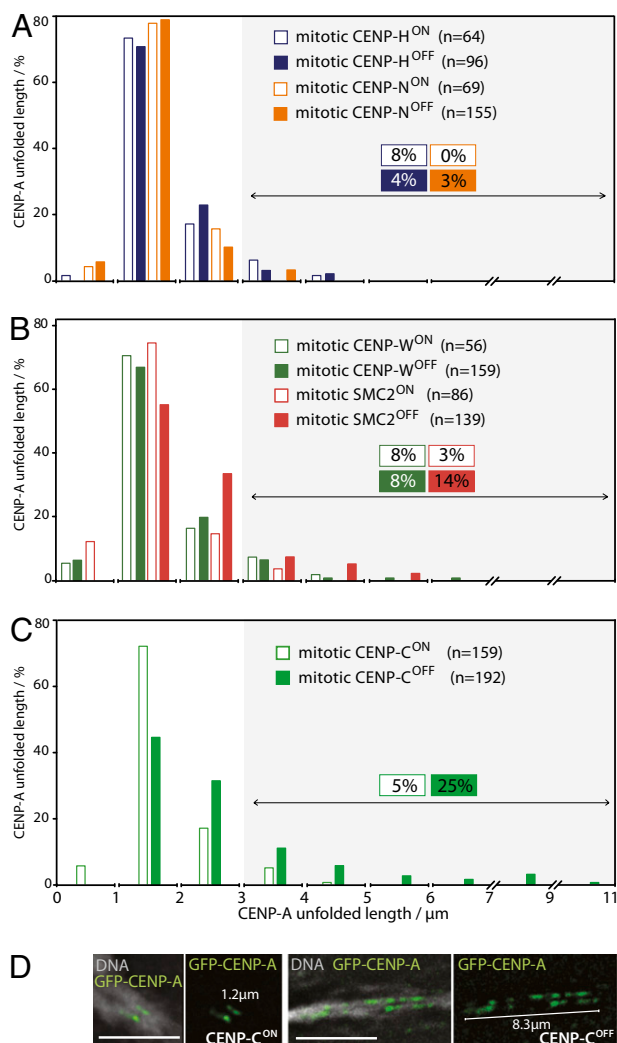 A
CENP-A unfolded length / %
80
40
20
0
mitotic CENP-H^ON (n=64)
mitotic CENP-H^OFF (n=96)
mitotic CENP-N^ON (n=69)
mitotic CENP-N^OFF (n=155)
8% 0%
4% 3%
B
CENP-A unfolded length / %
80
40
20
0
mitotic CENP-W^ON (n=56)
mitotic CENP-W^OFF (n=159)
mitotic SMC2^ON (n=86)
mitotic SMC2^OFF (n=139)
8% 3%
8% 14%
C
CENP-A unfolded length / %
80
40
20
0
mitotic CENP-C^ON (n=159)
mitotic CENP-C^OFF (n=192)
5% 25%
0 1 2 3 4 5 6 7 9 11
CENP-A unfolded length / μm
D
DNA
GFP-CENP-A
GFP-CENP-A
1.2μm
CENP-C^ON
DNA GFP-CENP-A
GFP-CENP-A
8.3μm
CENP-C^OFF